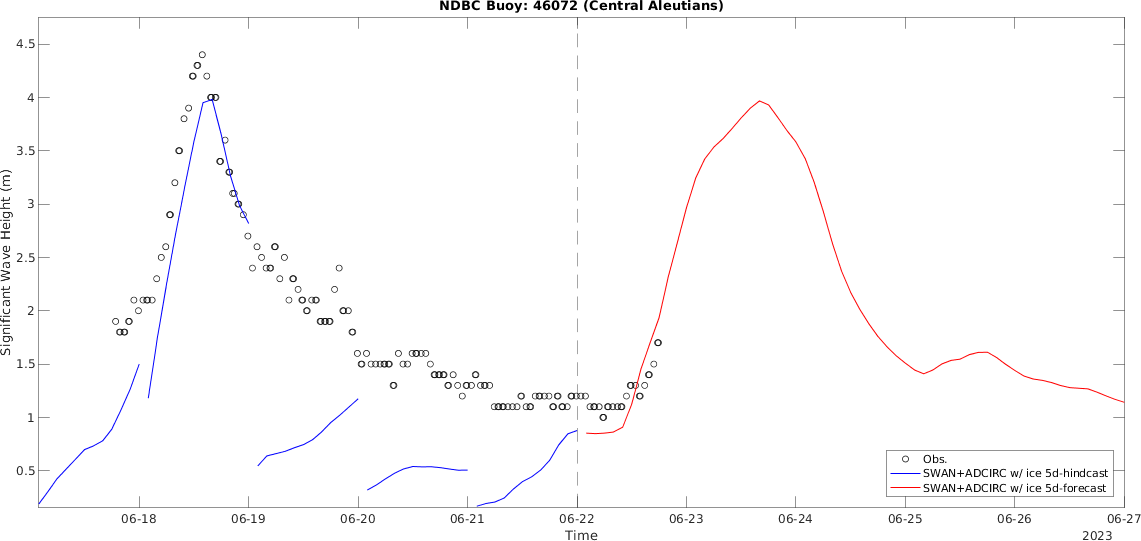 NDBC Buoy: 46072 (Central Aleutians)
Significant Wave Height (m)
4.5
4
3.5
3
2.5
2
1.5
1
0.5
Obs.
SWAN+ADCIRC w/ ice 5d-hindcast
SWAN+ADCIRC w/ ice 5d-forecast
06-18 06-19 06-20 06-21 06-22 06-23 06-24 06-25 06-26 06-27
Time
2023